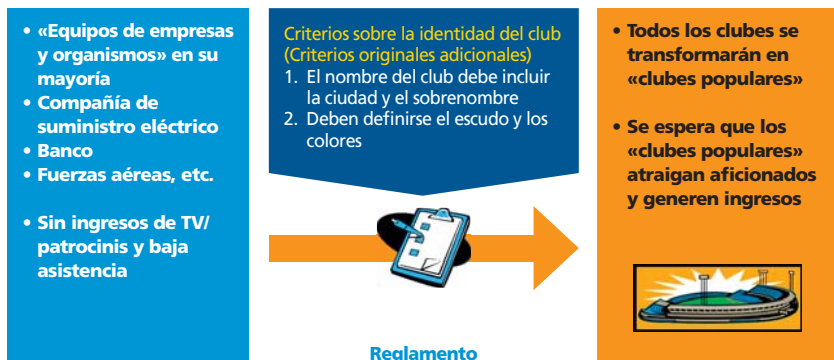 • «Equipos de empresas
y organismos» en su
mayoría
• Compañía de
suministro eléctrico
• Banco
• Fuerzas aéreas, etc.
• Sin ingresos de TV/
patrocinis y baja
asistencia
Criterios sobre la identidad del club
(Criterios originales adicionales)
1. El nombre del club debe incluir
la ciudad y el sobrenombre
2. Deben definirse el escudo y los
colores
Reglamento
• Todos los clubes se
transformarán en
«clubes populares»
• Se espera que los
«clubes populares»
atraigan aficionados
y generen ingresos